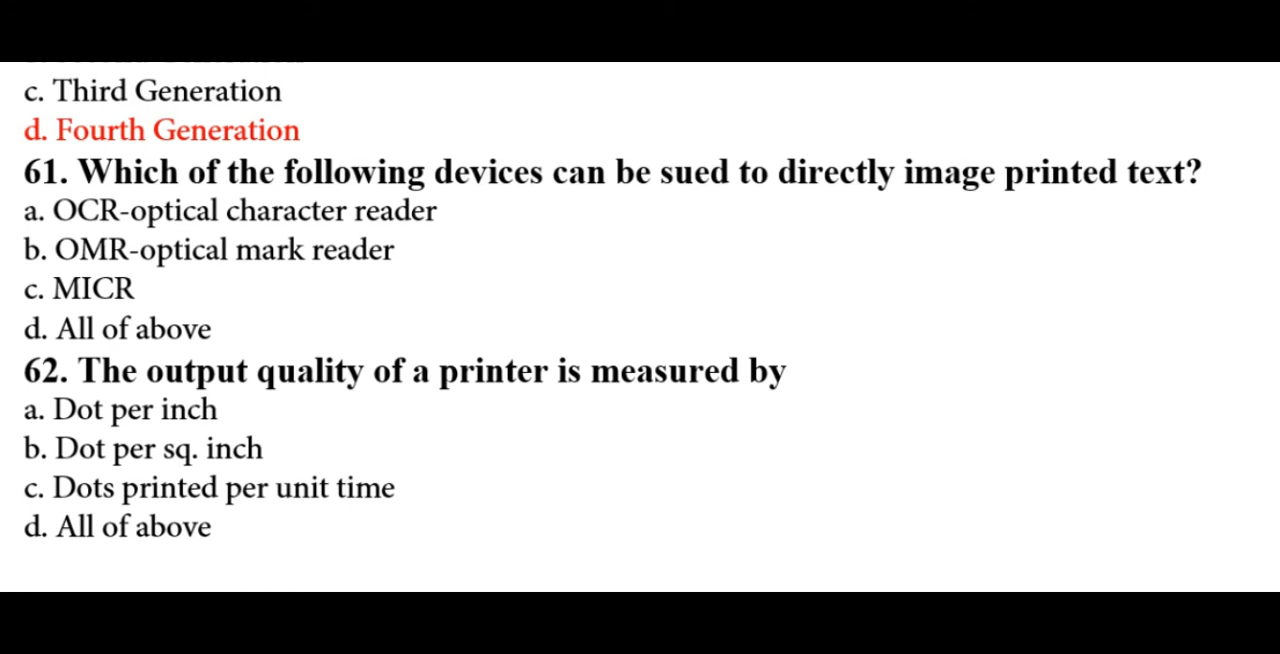 c. Third Generation
d. Fourth Generation
61. Which of the following devices can be sued to directly image printed text?
a. OCR-optical character reader
b. OMR-optical mark reader
c. MICR
d. All of above
62. The output quality of a printer is measured by
a. Dot per inch
b. Dot per sq. inch
c. Dots printed per unit time
d. All of above